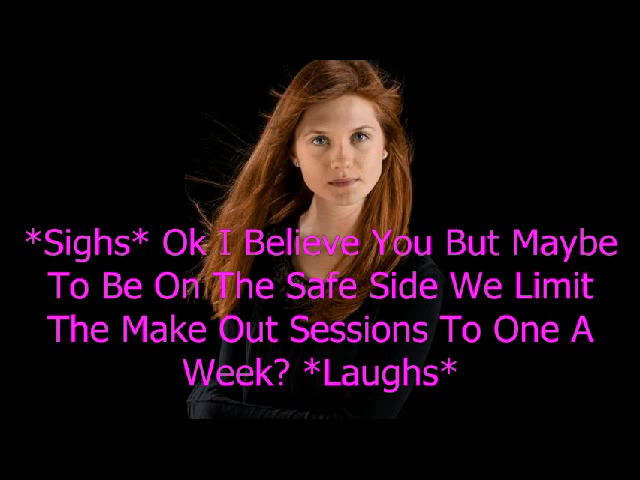 *Sighs* Ok I Believe You But Maybe
To Be On The Safe Side We Limit
The Make Out Sessions To One A
Week? *Laughs*